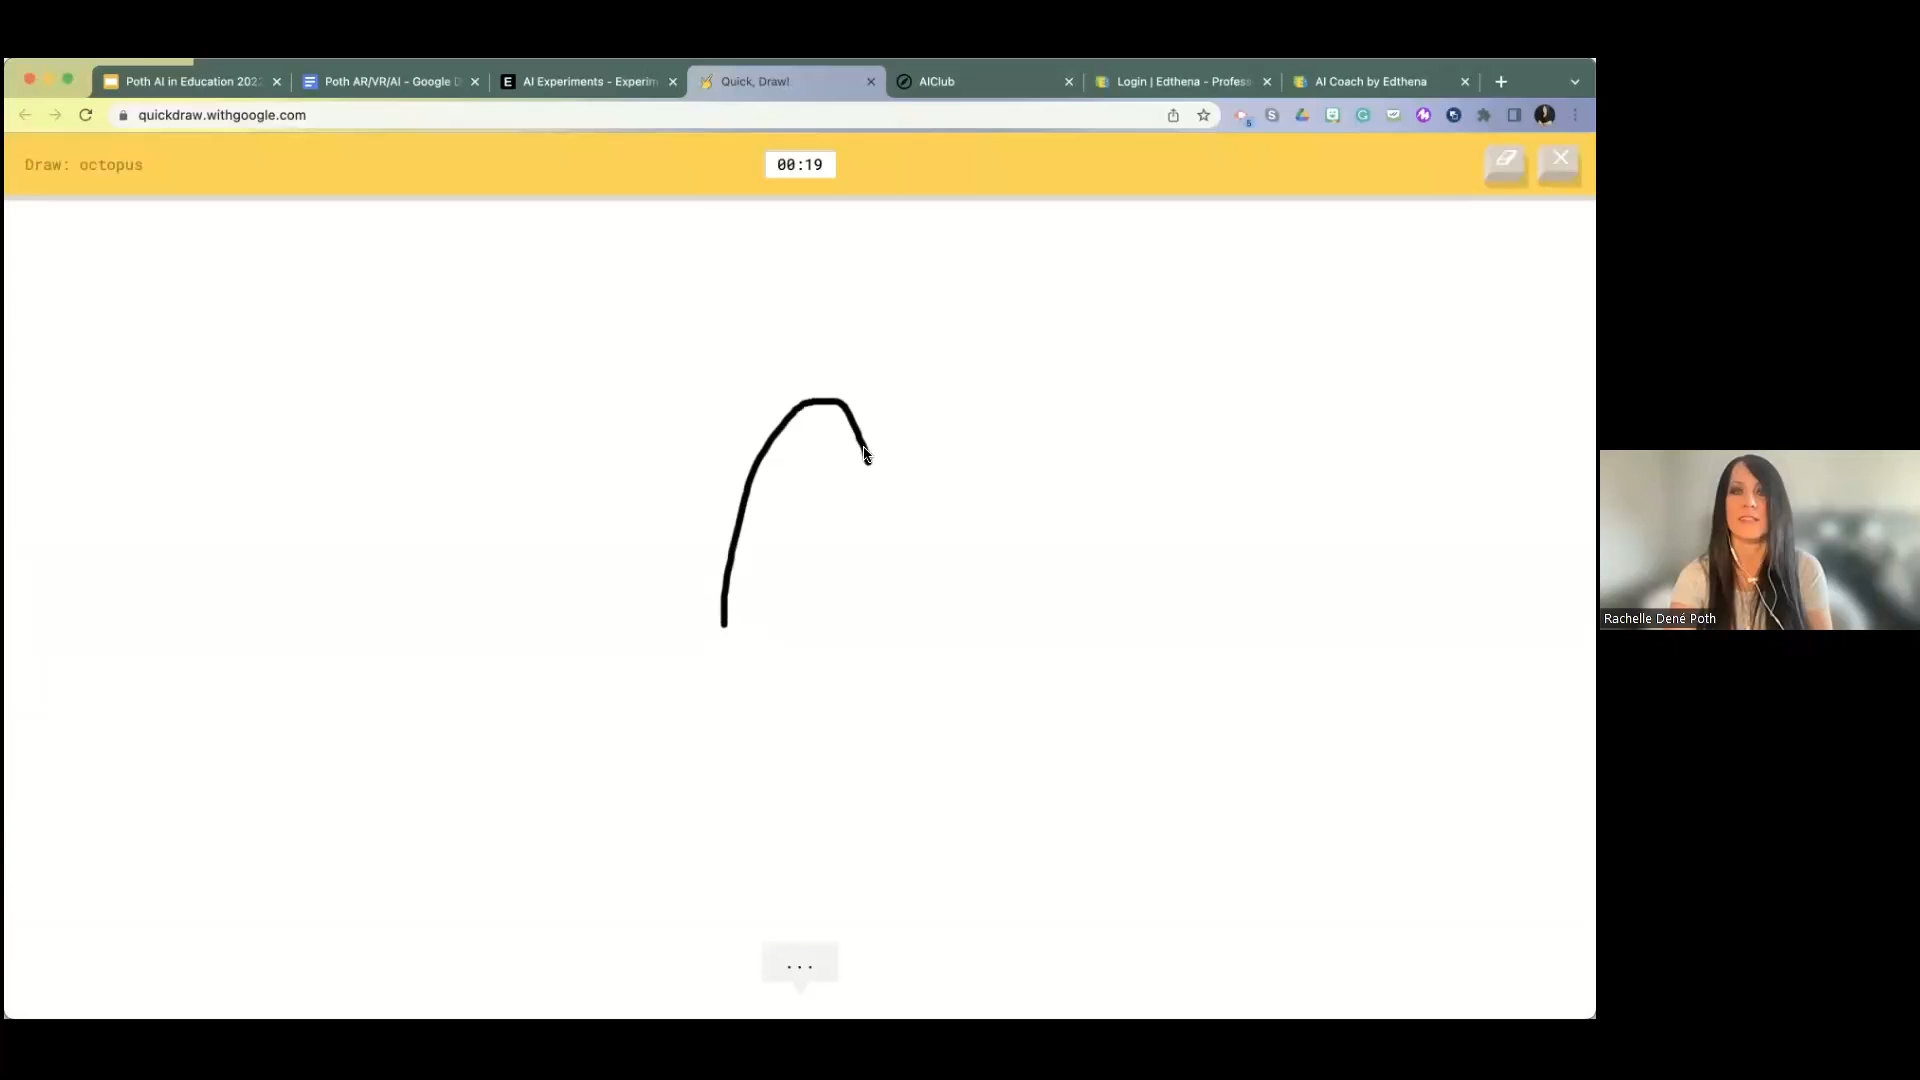 Poth AI in Education 202
Poth AR/VR/AI - Google D
E AI Experiments - Experim
Quick, Draw!
AIClub
Login | Edthena - Profess
AI Coach by Edthena
quickdraw.withgoogle.com
5
Draw: octopus
00:19
Rachelle Dené Poth
...